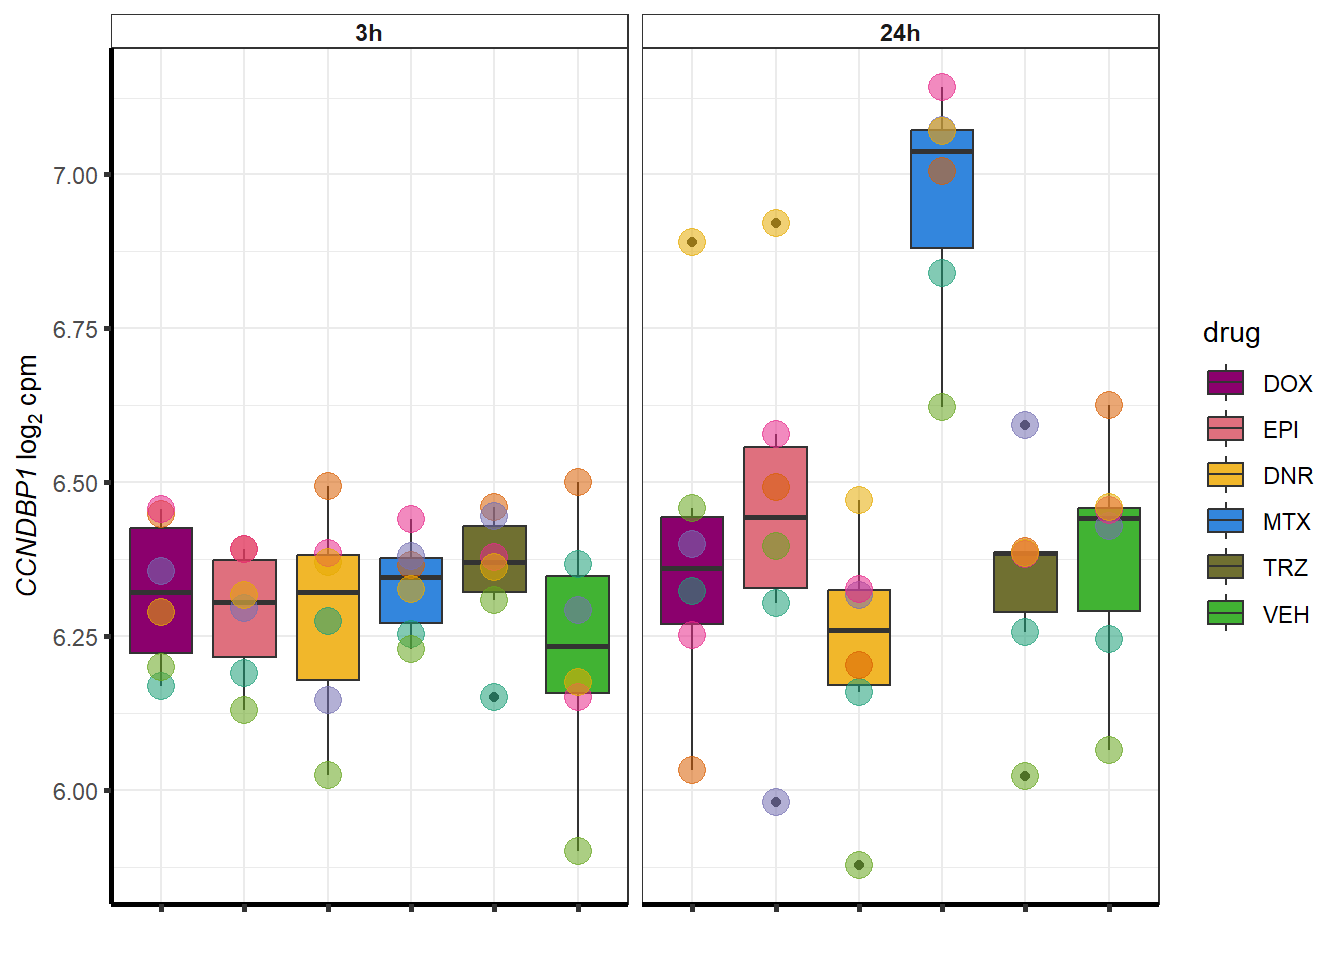 3h
24h
7.00
6.75
6.50
6.25
6.00
CCNDBP1 log₂ cpm
drug
DOX
EPI
DNR
MTX
TRZ
VEH